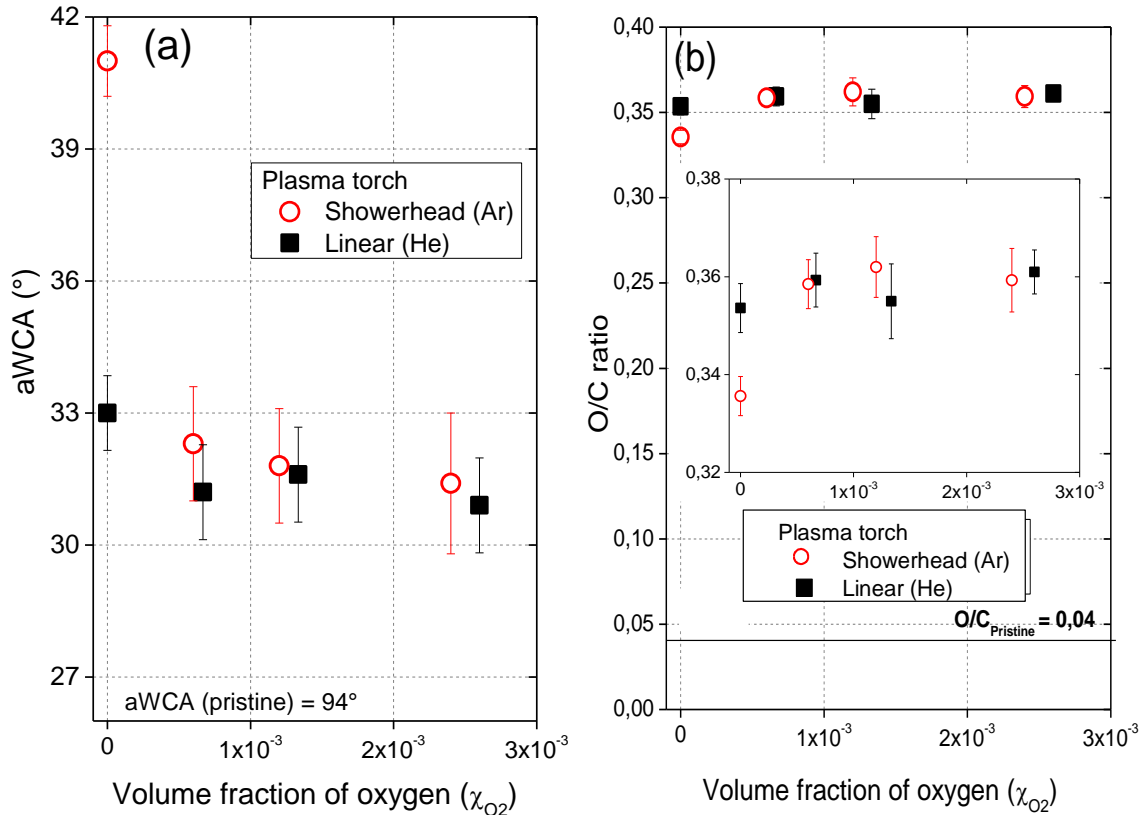 (a)
42
39
36
33
30
27
aWCA (°)
Plasma torch
Showerhead (Ar)
Linear (He)
aWCA (pristine) = 94°
0
1x10⁻³
2x10⁻³
3x10⁻³
Volume fraction of oxygen (χO2)
(b)
0,40
0,35
0,30
0,25
0,20
0,15
0,10
0,05
0,00
O/C ratio
0,38
0,36
0,34
0,32
0
1x10⁻³
2x10⁻³
3x10⁻³
Plasma torch
Showerhead (Ar)
Linear (He)
O/CPristine = 0,04
0
1x10⁻³
2x10⁻³
3x10⁻³
Volume fraction of oxygen (χO2)